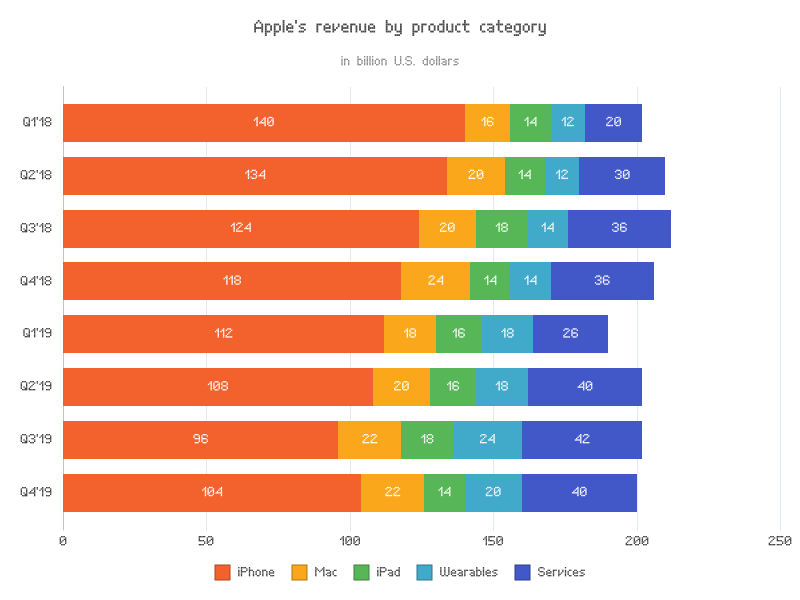 Apple's revenue by product category
in billion U.S. dollars
Q1'18 140 16 14 12 20
Q2'18 134 20 14 12 30
Q3'18 124 20 18 14 36
Q4'18 118 24 14 14 36
Q1'19 112 18 16 18 26
Q2'19 108 20 16 18 40
Q3'19 96 22 18 24 42
Q4'19 104 22 14 20 40
0 50 100 150 200 250
iPhone Mac iPad Wearables Services